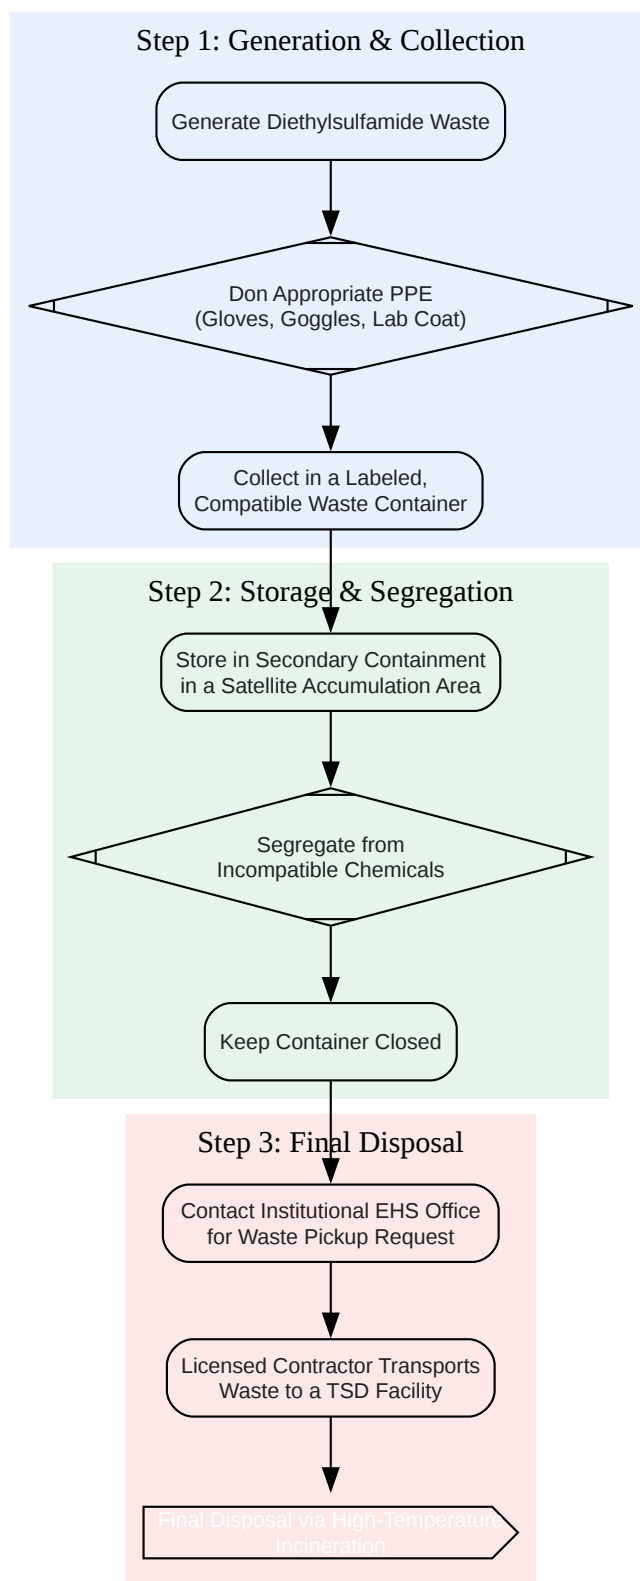 Step 1: Generation & Collection
Generate Diethylsulfamide Waste
Don Appropriate PPE
(Gloves, Goggles, Lab Coat)
Collect in a Labeled,
Compatible Waste Container
Step 2: Storage & Segregation
Store in Secondary Containment
in a Satellite Accumulation Area
Segregate from
Incompatible Chemicals
Keep Container Closed
Step 3: Final Disposal
Contact Institutional EHS Office
for Waste Pickup Request
Licensed Contractor Transports
Waste to a TSD Facility
Final Disposal via High-Temperature
Incineration